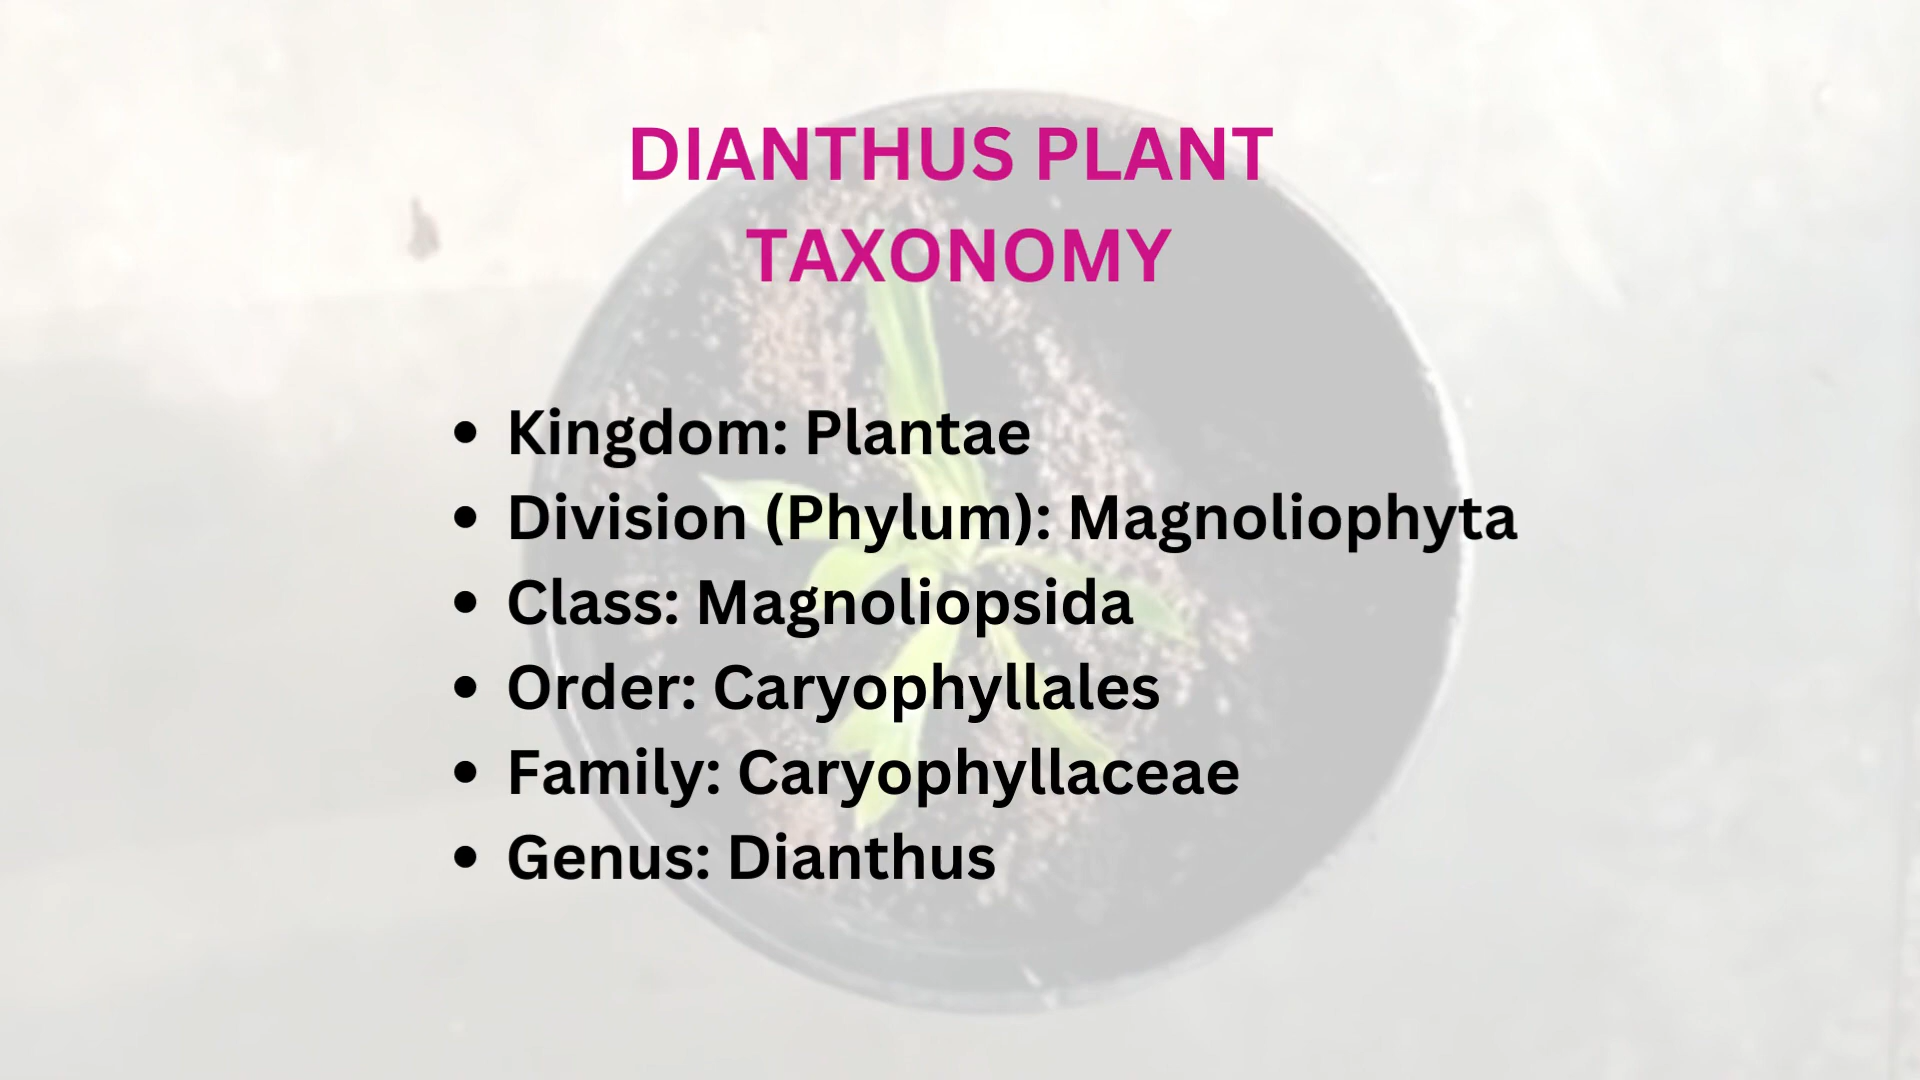 DIANTHUS PLANT
TAXONOMY
• Kingdom: Plantae
• Division (Phylum): Magnoliophyta
• Class: Magnoliopsida
• Order: Caryophyllales
• Family: Caryophyllaceae
• Genus: Dianthus